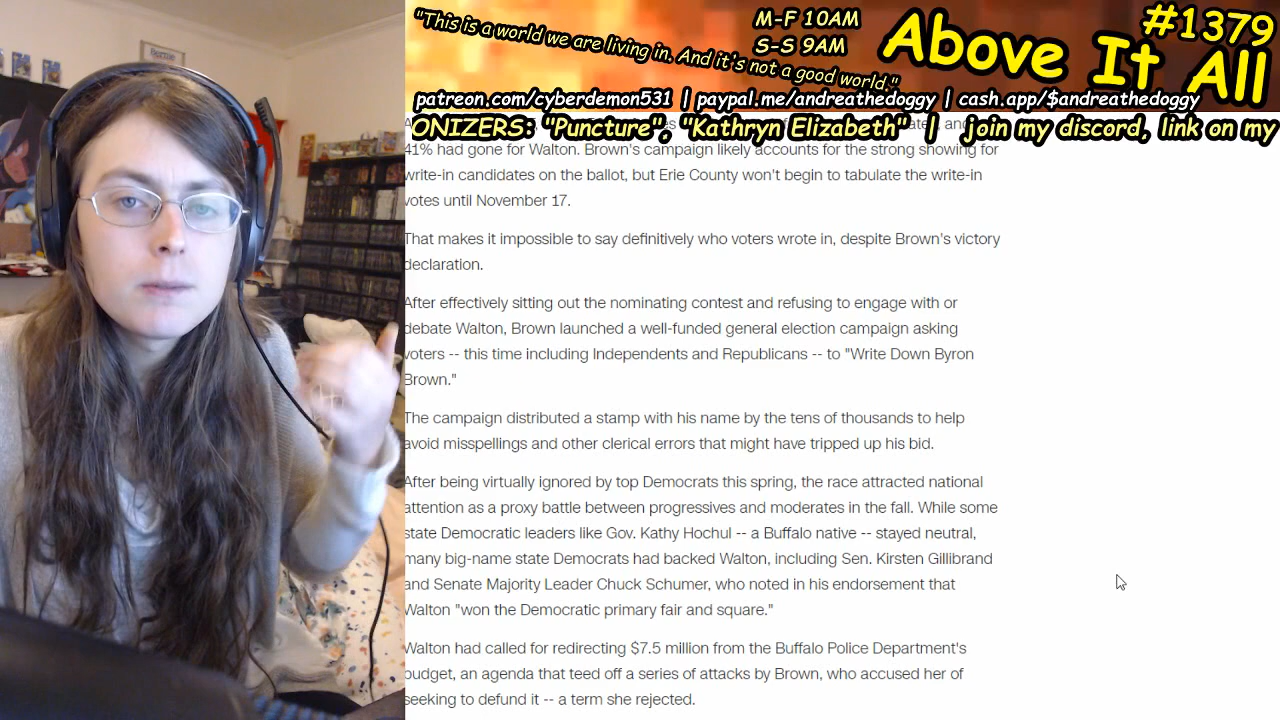 "This is a world we are living in. And it's not a good world."
M-F 10AM
S-S 9AM
Above It All
#1379
patreon.com/cyberdemon531 | paypal.me/andreathedoggy | cash.app/$andreathedoggy
ONIZERS: "Puncture", "Kathryn Elizabeth" | join my discord, link on my
41% had gone for Walton. Brown's campaign likely accounts for the strong showing for
write-in candidates on the ballot, but Erie County won't begin to tabulate the write-in
votes until November 17.
That makes it impossible to say definitively who voters wrote in, despite Brown's victory
declaration.
After effectively sitting out the nominating contest and refusing to engage with or
debate Walton, Brown launched a well-funded general election campaign asking
voters -- this time including Independents and Republicans -- to "Write Down Byron
Brown."
The campaign distributed a stamp with his name by the tens of thousands to help
avoid misspellings and other clerical errors that might have tripped up his bid.
After being virtually ignored by top Democrats this spring, the race attracted national
attention as a proxy battle between progressives and moderates in the fall. While some
state Democratic leaders like Gov. Kathy Hochul -- a Buffalo native -- stayed neutral,
many big-name state Democrats had backed Walton, including Sen. Kirsten Gillibrand
and Senate Majority Leader Chuck Schumer, who noted in his endorsement that
Walton "won the Democratic primary fair and square."
Walton had called for redirecting $7.5 million from the Buffalo Police Department's
budget, an agenda that teed off a series of attacks by Brown, who accused her of
seeking to defund it -- a term she rejected.